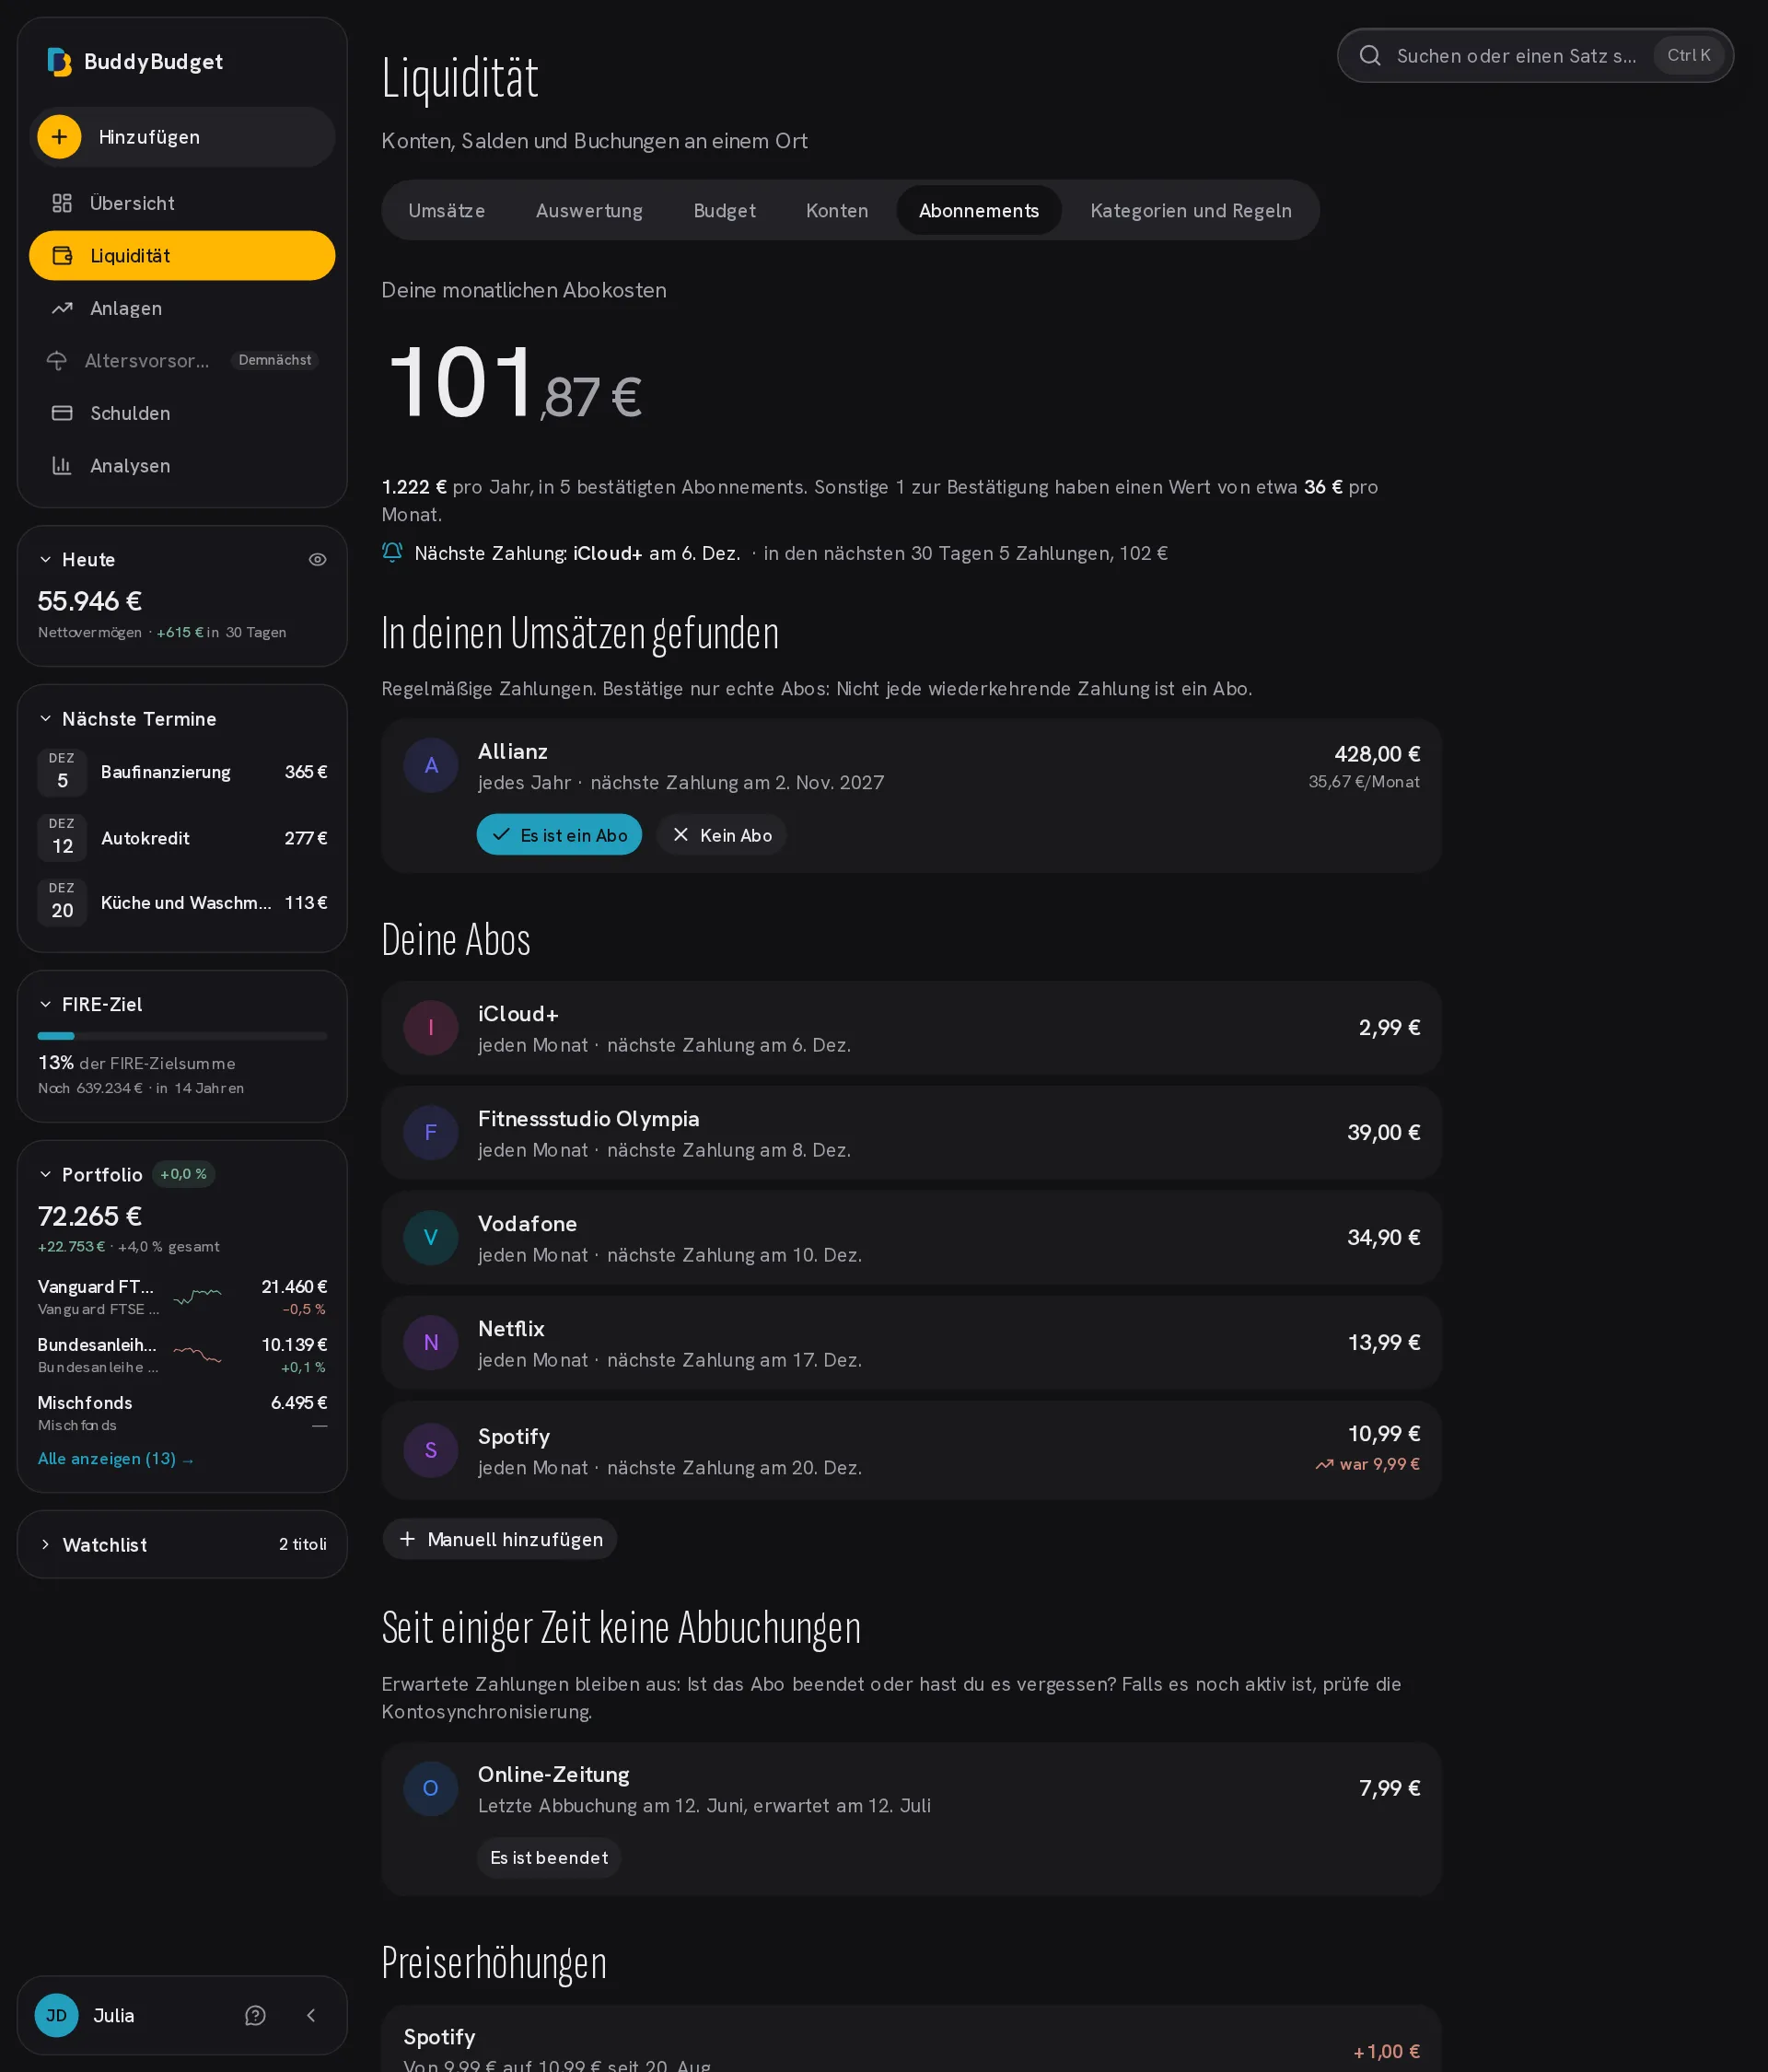 BuddyBudget
Hinzufügen
Übersicht
Liquidität
Anlagen
Altersvorsor... Demnächst
Schulden
Analysen
Heute
55.946 €
Nettovermögen · +615 € in 30 Tagen
Nächste Termine
DEZ
5
Baufinanzierung 365 €
DEZ
12
Autokredit 277 €
DEZ
20
Küche und Waschm... 113 €
FIRE-Ziel
13% der FIRE-Zielsumme
Noch 639.234 € · in 14 Jahren
Portfolio +0,0 %
72.265 €
+22.753 € · +4,0 % gesamt
Vanguard FT... 21.460 €
Vanguard FTSE ... −0,5 %
Bundesanleih... 10.139 €
Bundesanleihe ... +0,1 %
Mischfonds 6.495 €
Mischfonds —
Alle anzeigen (13) →
Watchlist 2 titoli
JD Julia
Suchen oder einen Satz s... Ctrl K
Liquidität
Konten, Salden und Buchungen an einem Ort
Umsätze Auswertung Budget Konten Abonnements Kategorien und Regeln
Deine monatlichen Abokosten
101,87 €
1.222 € pro Jahr, in 5 bestätigten Abonnements. Sonstige 1 zur Bestätigung haben einen Wert von etwa 36 € pro
Monat.
Nächste Zahlung: iCloud+ am 6. Dez. · in den nächsten 30 Tagen 5 Zahlungen, 102 €
In deinen Umsätzen gefunden
Regelmäßige Zahlungen. Bestätige nur echte Abos: Nicht jede wiederkehrende Zahlung ist ein Abo.
A
Allianz 428,00 €
jedes Jahr · nächste Zahlung am 2. Nov. 2027 35,67 €/Monat
Es ist ein Abo Kein Abo
Deine Abos
I
iCloud+ 2,99 €
jeden Monat · nächste Zahlung am 6. Dez.
F
Fitnessstudio Olympia 39,00 €
jeden Monat · nächste Zahlung am 8. Dez.
V
Vodafone 34,90 €
jeden Monat · nächste Zahlung am 10. Dez.
N
Netflix 13,99 €
jeden Monat · nächste Zahlung am 17. Dez.
S
Spotify 10,99 €
jeden Monat · nächste Zahlung am 20. Dez. war 9,99 €
Manuell hinzufügen
Seit einiger Zeit keine Abbuchungen
Erwartete Zahlungen bleiben aus: Ist das Abo beendet oder hast du es vergessen? Falls es noch aktiv ist, prüfe die
Kontosynchronisierung.
O
Online-Zeitung 7,99 €
Letzte Abbuchung am 12. Juni, erwartet am 12. Juli
Es ist beendet
Preiserhöhungen
Spotify +1,00 €
Von 9,99 € auf 10,99 € seit 20. Aug.